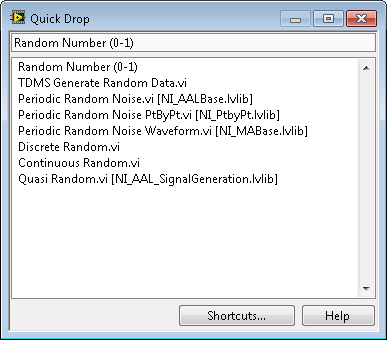 Quick Drop
Random Number (0-1)
Random Number (0-1)
TDMS Generate Random Data.vi
Periodic Random Noise.vi [NI_AALBase.lvlib]
Periodic Random Noise PtByPt.vi [NI_PtbyPt.lvlib]
Periodic Random Noise Waveform.vi [NI_MABase.lvlib]
Discrete Random.vi
Continuous Random.vi
Quasi Random.vi [NI_AAL_SignalGeneration.lvlib]
Shortcuts... Help